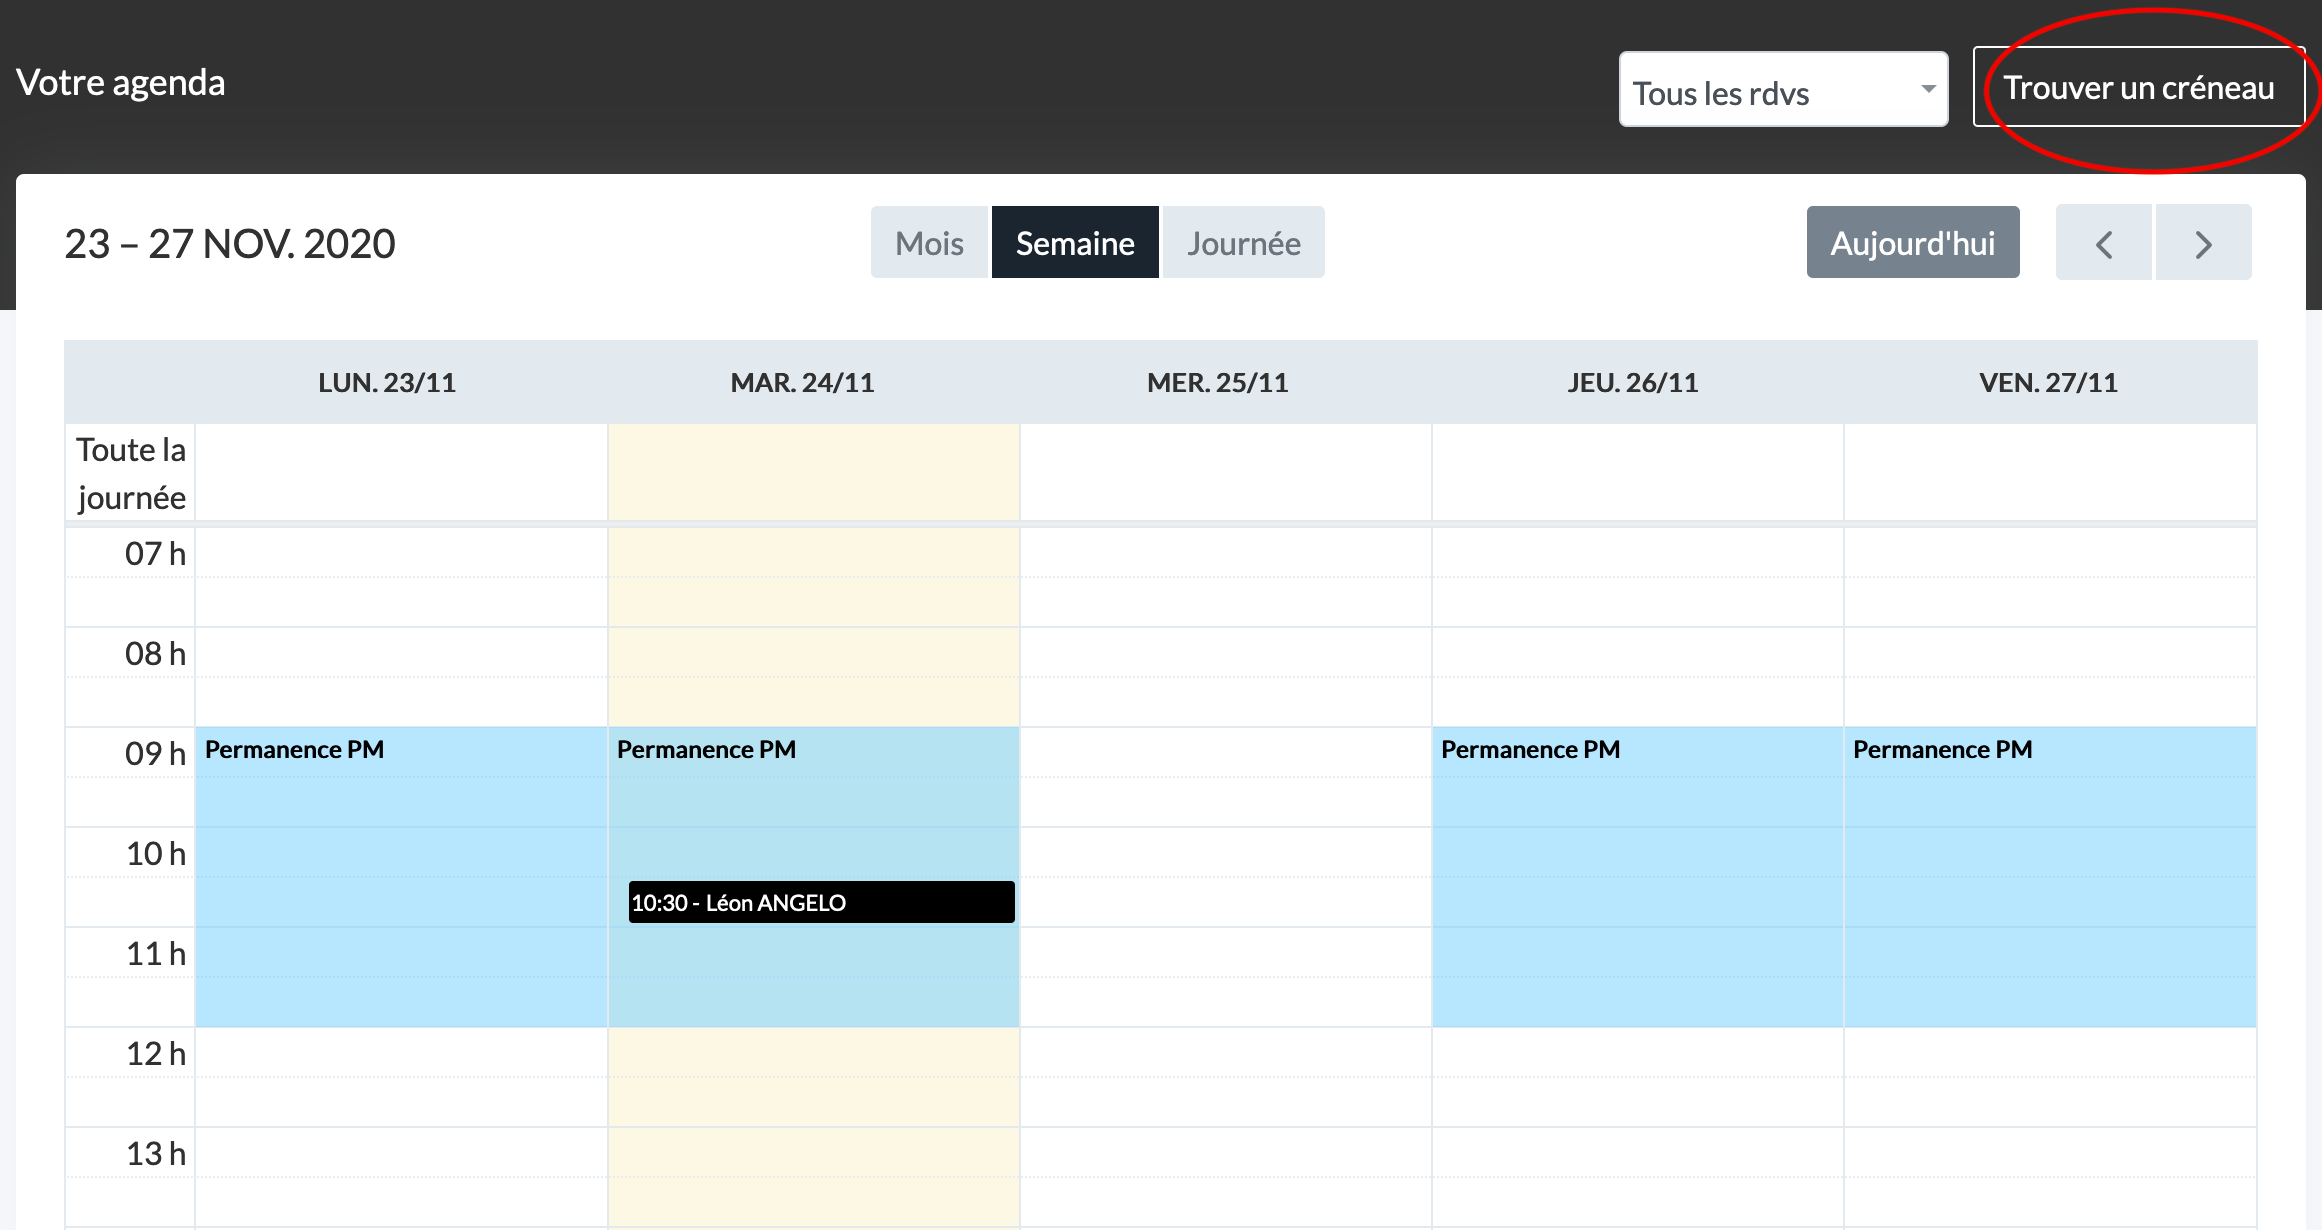 Votre agenda
Tous les rdvs
Trouver un créneau
23 – 27 NOV. 2020
Mois
Semaine
Journée
Aujourd'hui
LUN. 23/11
MAR. 24/11
MER. 25/11
JEU. 26/11
VEN. 27/11
Toute la
journée
07 h
08 h
09 h
Permanence PM
Permanence PM
Permanence PM
Permanence PM
10 h
10:30 - Léon ANGELO
11 h
12 h
13 h